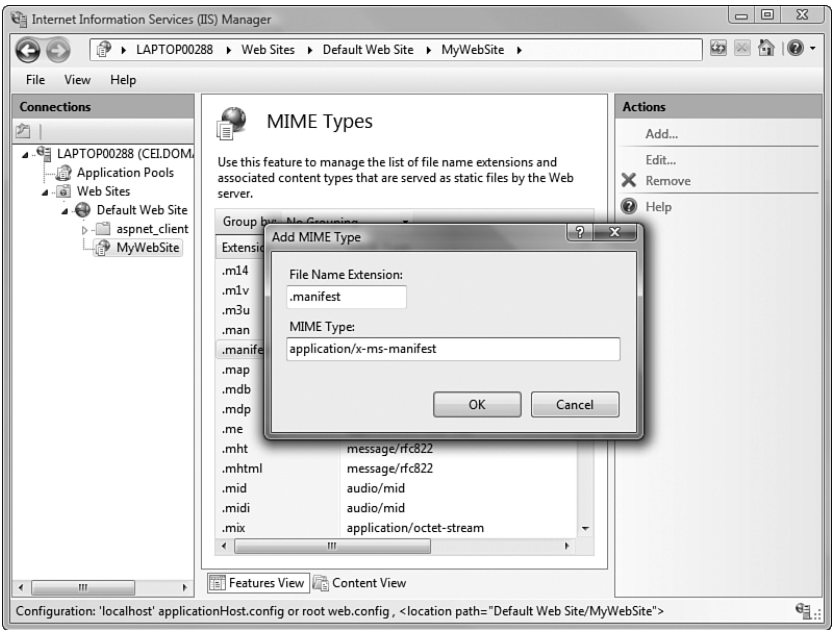 Internet Information Services (IIS) Manager
LAPTOP00288 Web Sites Default Web Site MyWebSite
File View Help
Connections
LAPTOP00288 (CEI.DOM
Application Pools
Web Sites
Default Web Site
aspnet_client
MyWebSite
MIME Types
Use this feature to manage the list of file name extensions and
associated content types that are served as static files by the Web
server.
Group by: No Grouping
Extensio
.m14
.m1v
.m3u
.man
.manife
.map
.mdb
.mdp
.me
.mht message/rfc822
.mhtml message/rfc822
.mid audio/mid
.midi audio/mid
.mix application/octet-stream
Features View Content View
Add MIME Type
File Name Extension:
.manifest
MIME Type:
application/x-ms-manifest
OK Cancel
Actions
Add...
Edit...
Remove
Help
Configuration: 'localhost' applicationHost.config or root web.config , <location path="Default Web Site/MyWebSite">